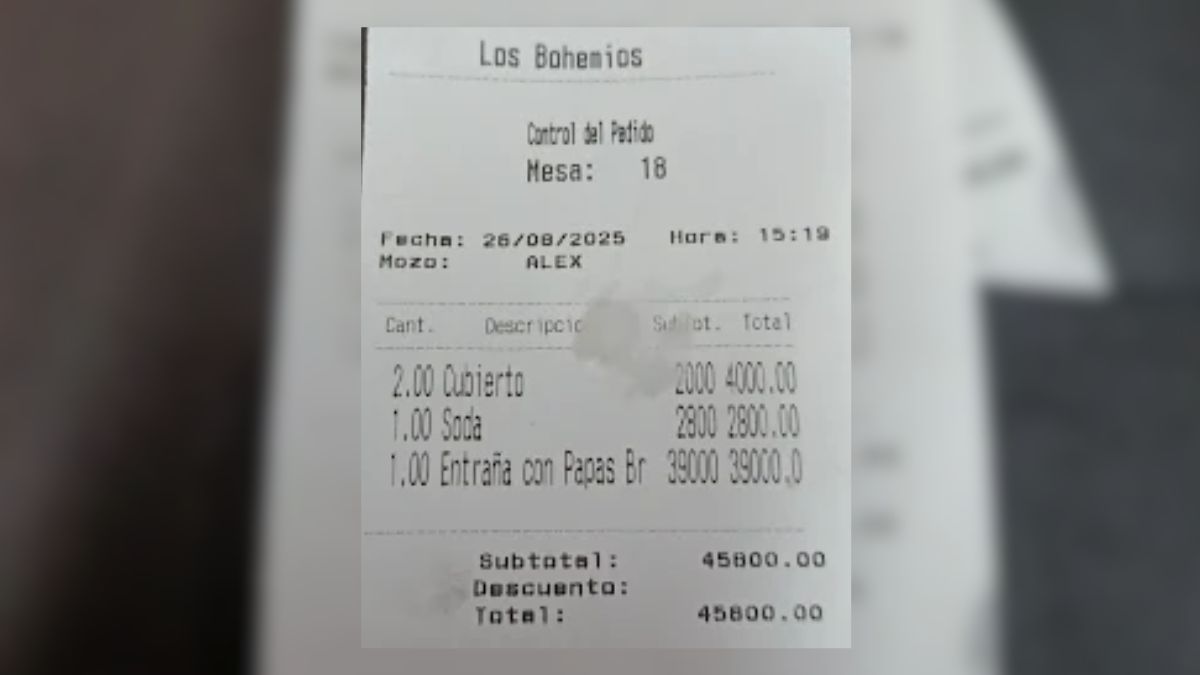 Los Bohemios
Control del Pedido
Mesa: 18
Fecha: 26/08/2025 Hora: 15:19
Mozo: ALEX
Cant. Total
2.00 Cubierto 2000 4000.00
1.00 Soda 2800 2800.00
1.00 Entraña con Papas Br 39000 39000.0
Subtotal: 45800.00
Descuento:
Total: 45800.00